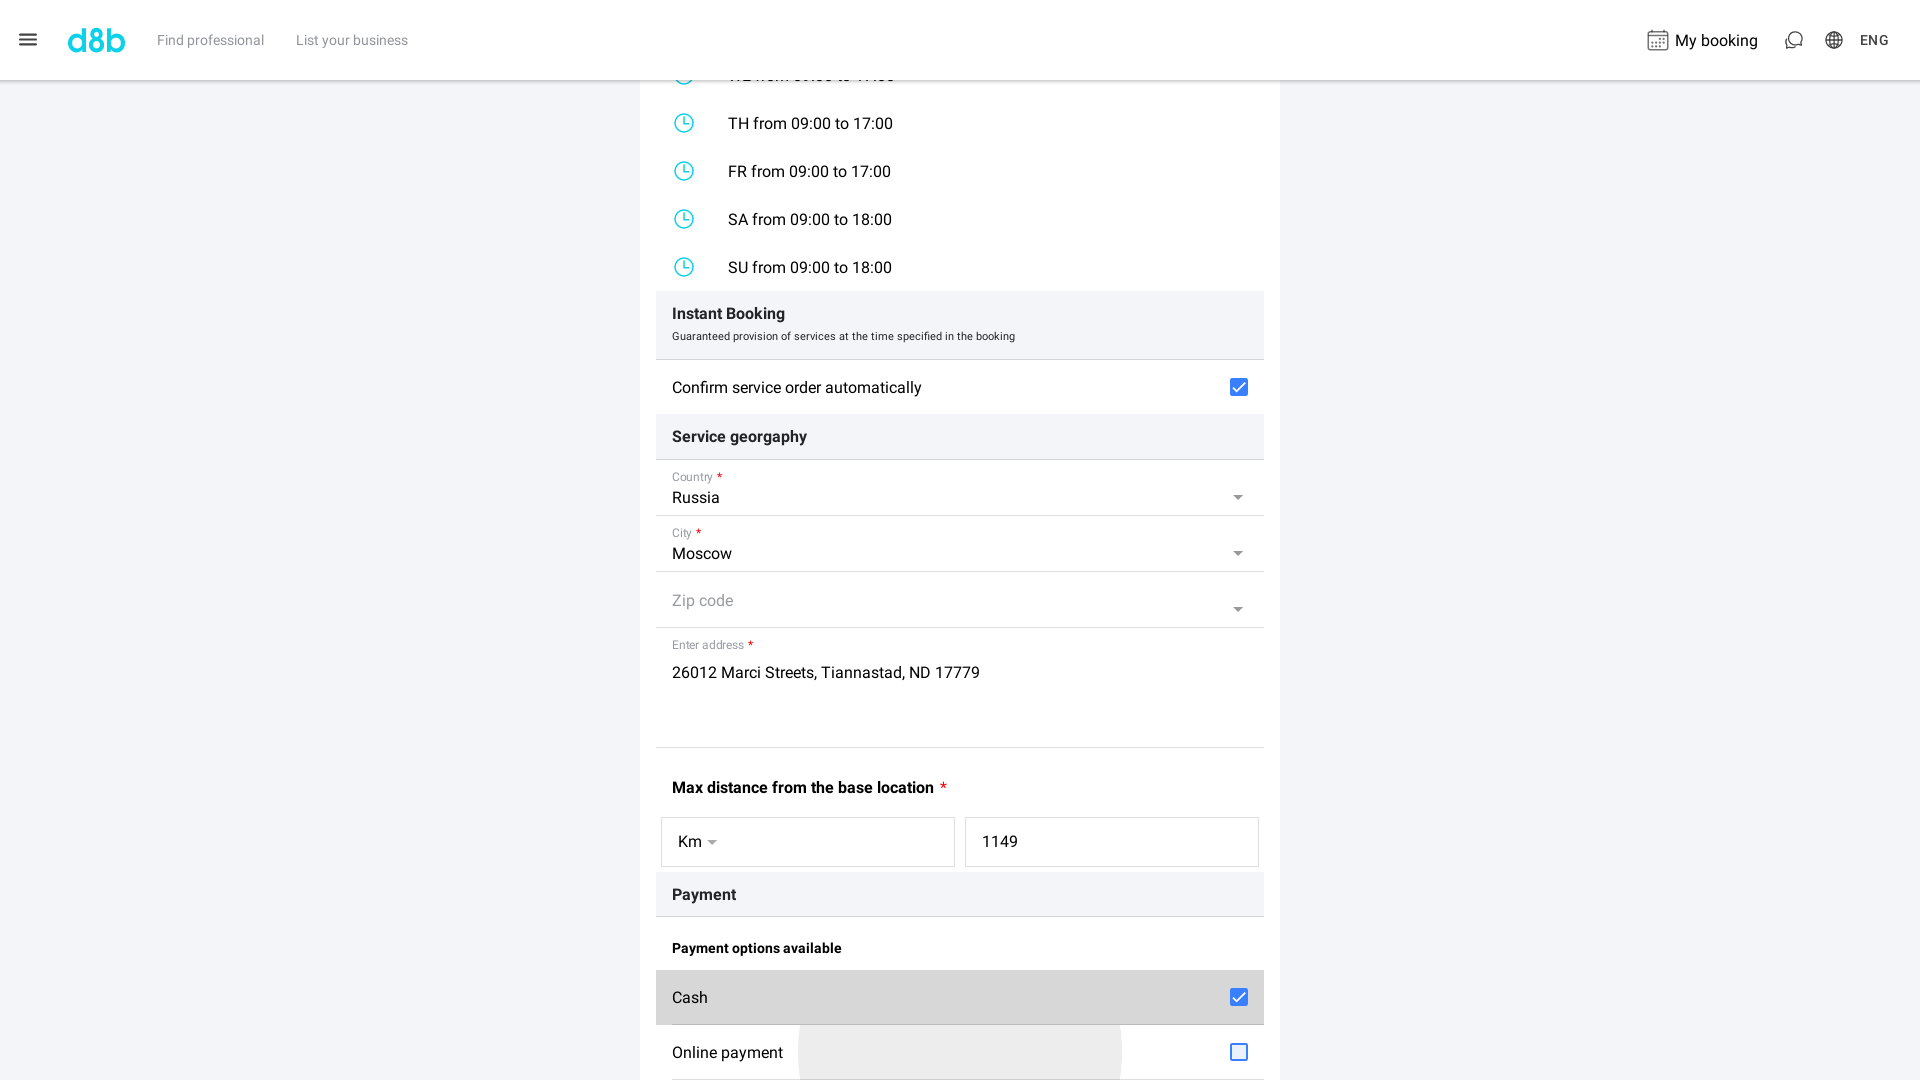 d8b
Find professional
List your business
My booking
ENG
TH from 09:00 to 17:00
FR from 09:00 to 17:00
SA from 09:00 to 18:00
SU from 09:00 to 18:00
Instant Booking
Guaranteed provision of services at the time specified in the booking
Confirm service order automatically
Service georgaphy
Country *
Russia
City *
Moscow
Zip code
Enter address *
26012 Marci Streets, Tiannastad, ND 17779
Max distance from the base location *
Km
1149
Payment
Payment options available
Cash
Online payment